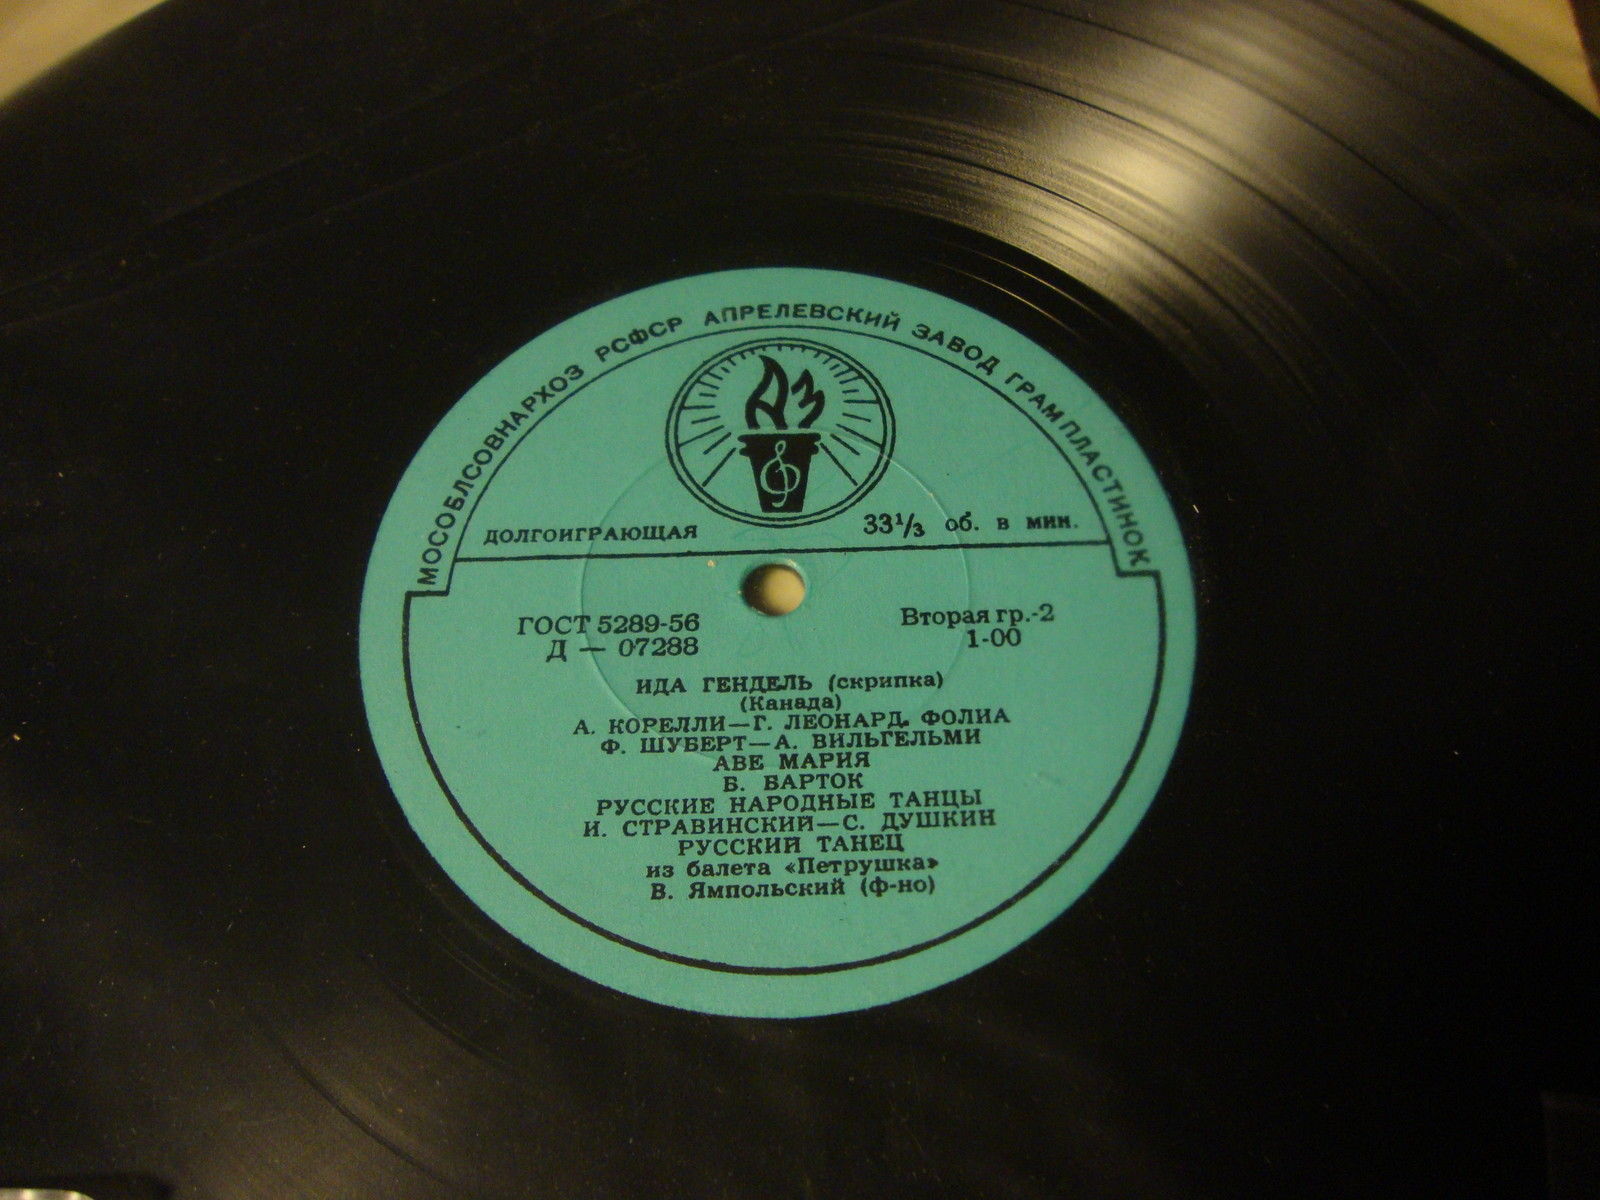 МОСОБЛСОВНАРХОЗ РСФСР АПРЕЛЕВСКИЙ ЗАВОД ГРАМПЛАСТИНОК
АЗ
ДОЛГОИГРАЮЩАЯ 33⅓ об. в мин.
ГОСТ 5289-56 Вторая гр.-2
Д — 07288 1-00
ИДА ГЕНДЕЛЬ (скрипка)
(Канада)
А. КОРЕЛЛИ—Г. ЛЕОНАРД. ФОЛИА
Ф. ШУБЕРТ—А. ВИЛЬГЕЛЬМИ
АВЕ МАРИЯ
Б. БАРТОК
РУССКИЕ НАРОДНЫЕ ТАНЦЫ
И. СТРАВИНСКИЙ—С. ДУШКИН
РУССКИЙ ТАНЕЦ
из балета «Петрушка»
В. Ямпольский (ф-но)